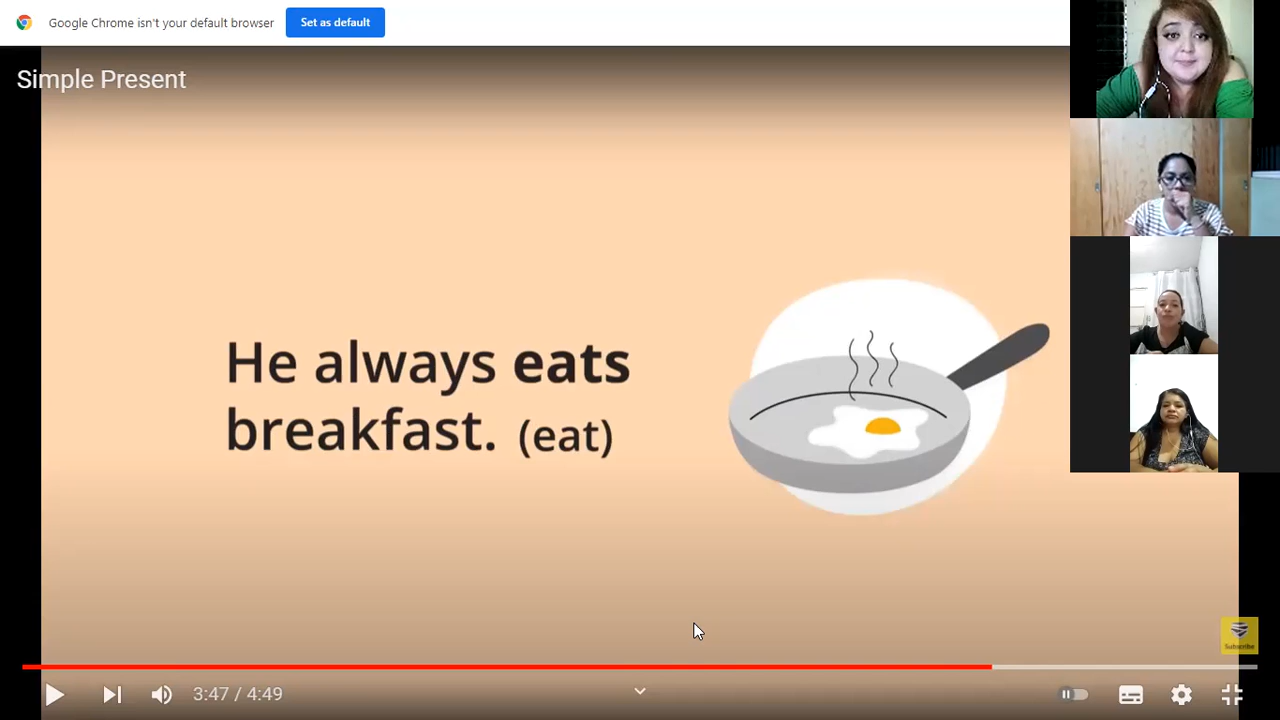 Google Chrome isn't your default browser
Set as default
Simple Present
He always eats
breakfast. (eat)
Subscribe
3:47 / 4:49